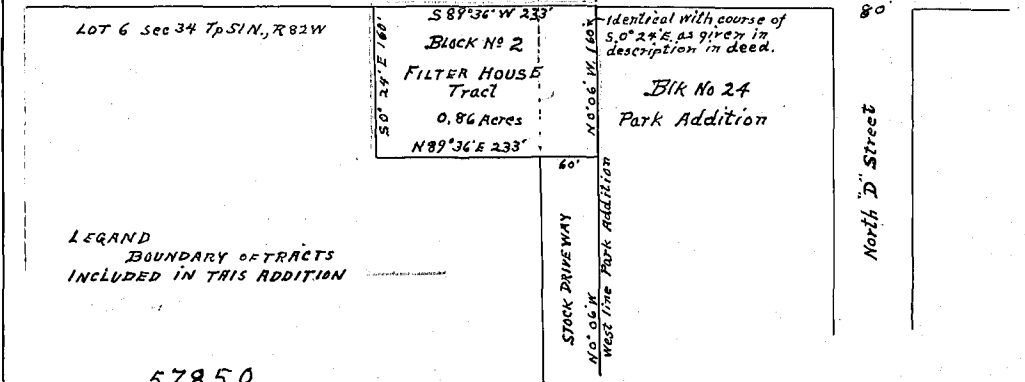 LOT 6 Sec 34 Tp 51N., R 82W
S 89°36' W 233'
BLOCK Nº 2
FILTER HOUSE
Tract
0,86 Acres
N 89°36' E 233'
S 0° 24' E 160'
N 0° 06' W. 160'
Identical with course of
S. 0° 24' E. as given in
description in deed.
Blk No 24
Park Addition
80'
North "D" Street
60'
STOCK DRIVEWAY
N 0° 06' W
West line Park Addition
LEGAND
BOUNDARY OF TRACTS
INCLUDED IN THIS ADDITION
57850